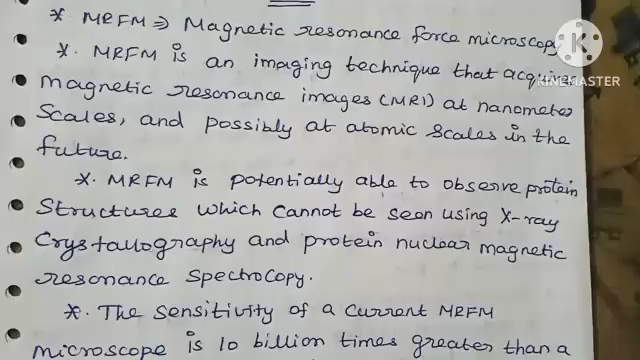 * MRFM ⇒ Magnetic resonance force microscopy
*. MRFM is an imaging technique that acquires
magnetic resonance images (MRI) at nanometer
Scales, and possibly at atomic scales in the
future.
*. MRFM is potentially able to observe protein
Structures which cannot be seen using X-ray
Crystallography and protein nuclear magnetic
resonance Spectrocopy.
*. The sensitivity of a current MRFM
microscope is 10 billion times greater than a
K
KINEMASTER